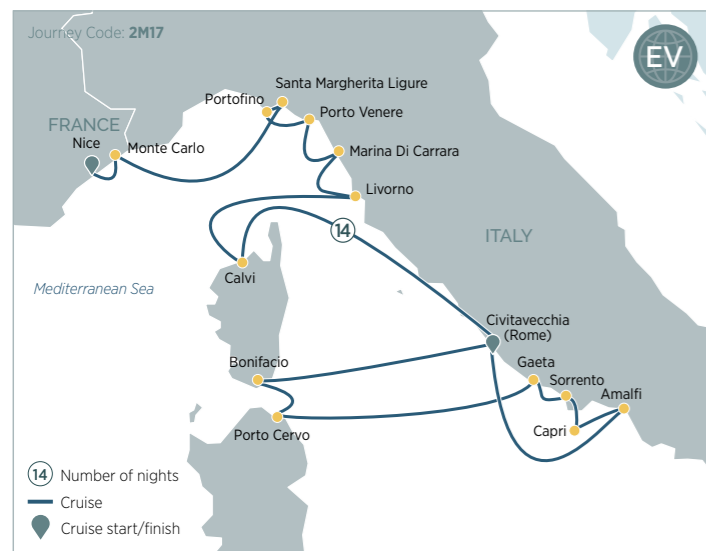 Journey Code: 2M17
EV
Santa Margherita Ligure
Portofino
Porto Venere
FRANCE
Nice
Monte Carlo
Marina Di Carrara
Livorno
14
ITALY
Calvi
Mediterranean Sea
Civitavecchia
(Rome)
Bonifacio
Gaeta
Sorrento
Amalfi
Capri
Porto Cervo
14 Number of nights
Cruise
Cruise start/finish